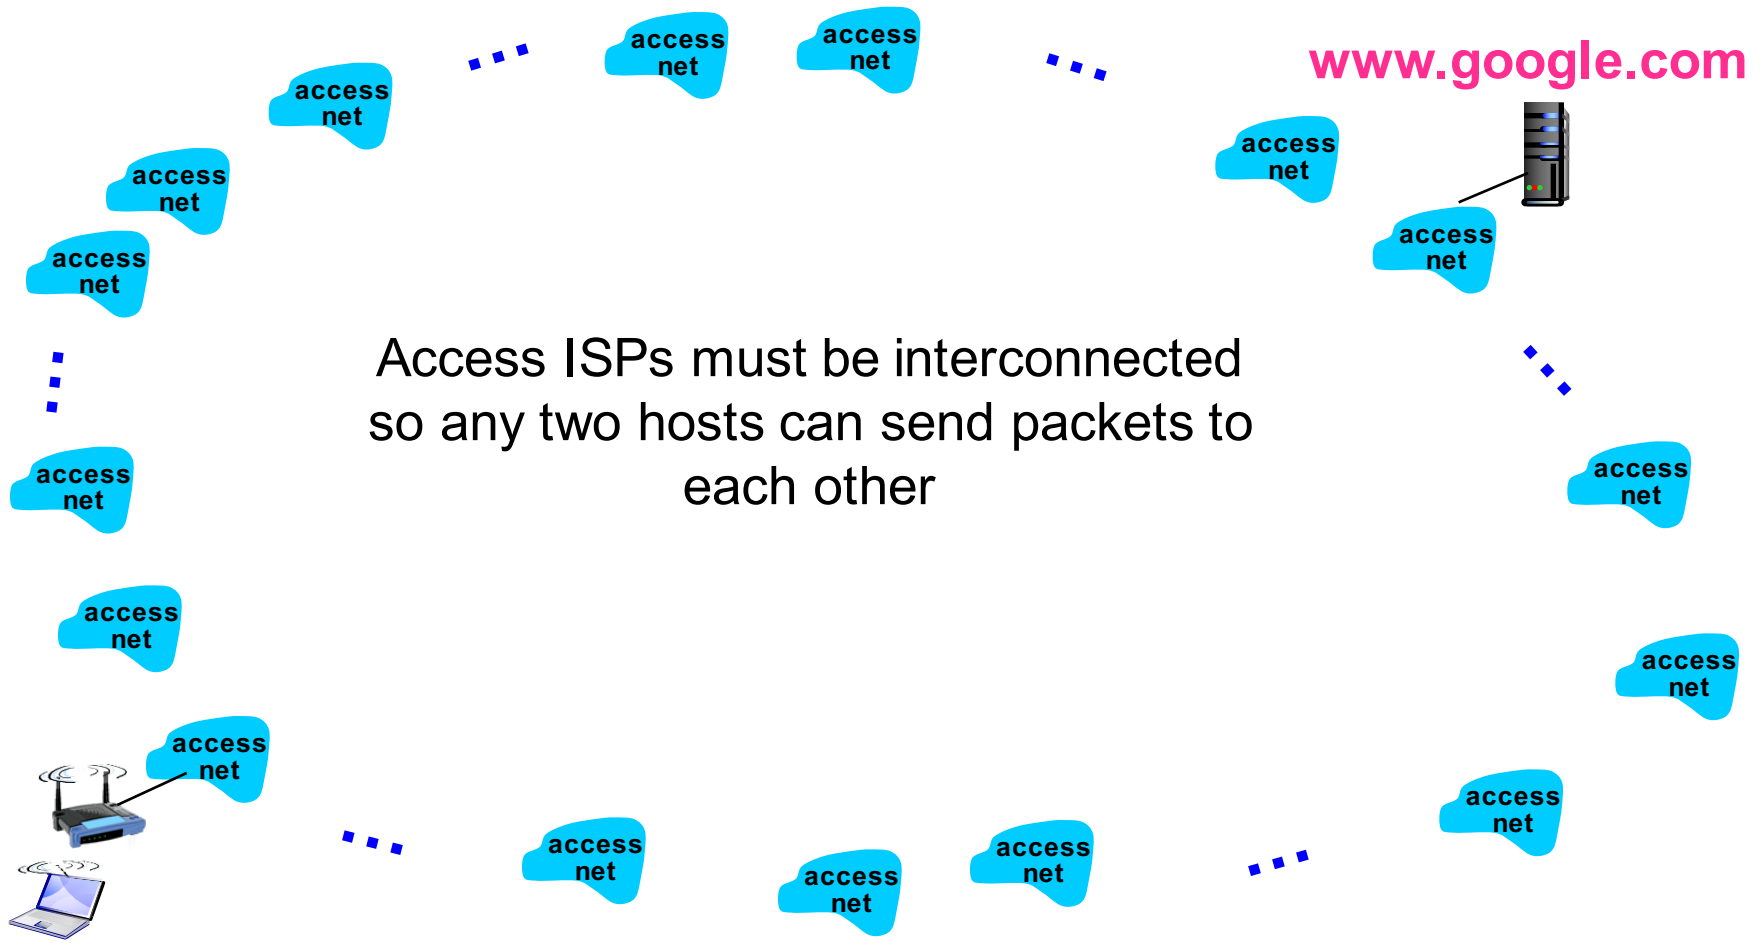 access
net
access
net
www.google.com
access
net
access
net
access
net
access
net
access
net
access
net
Access ISPs must be interconnected
so any two hosts can send packets to
each other
access
net
access
net
access
net
access
net
access
net
access
net
access
net
access
net
access
net